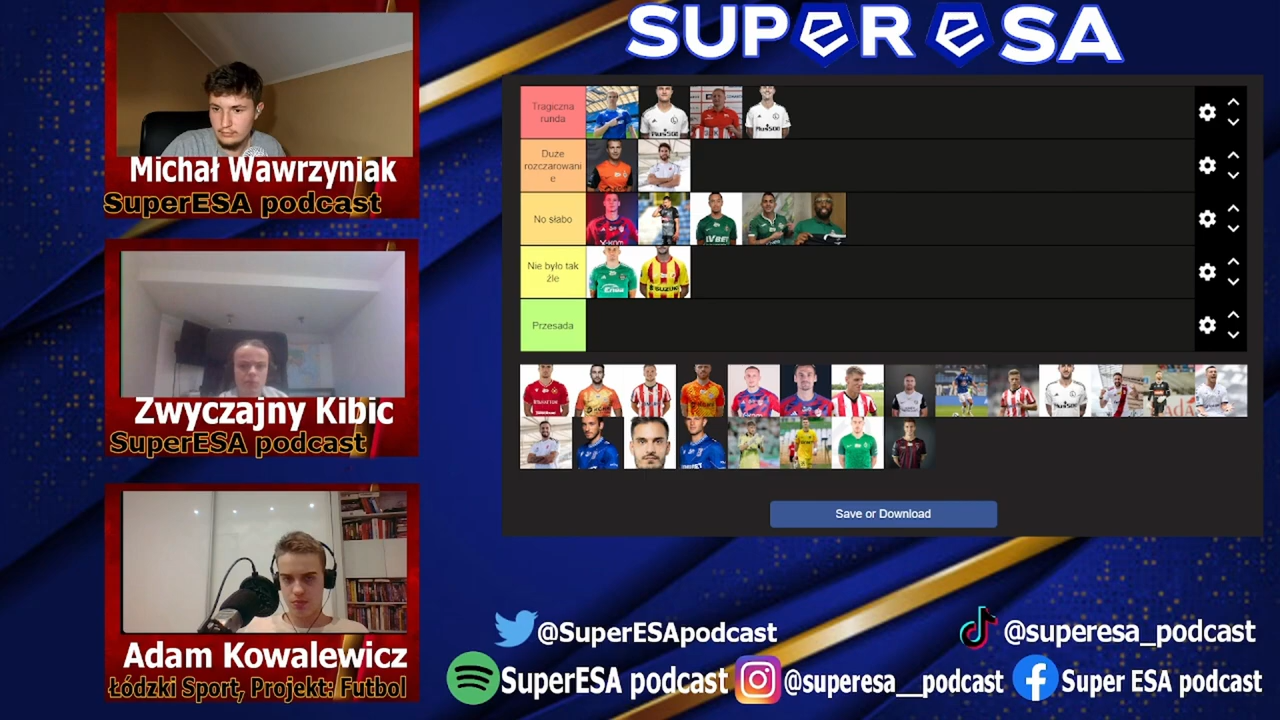 SUPERESA
Michał Wawrzyniak
SuperESA podcast
Zwyczajny Kibic
SuperESA podcast
Adam Kowalewicz
Łódzki Sport, Projekt: Futbol
Tragiczna
runda
Duże
rozczarowani
e
No słabo
Nie było tak
źle
Przesada
Save or Download
@SuperESApodcast
@superesa_podcast
SuperESA podcast
@superesa__podcast
Super ESA podcast